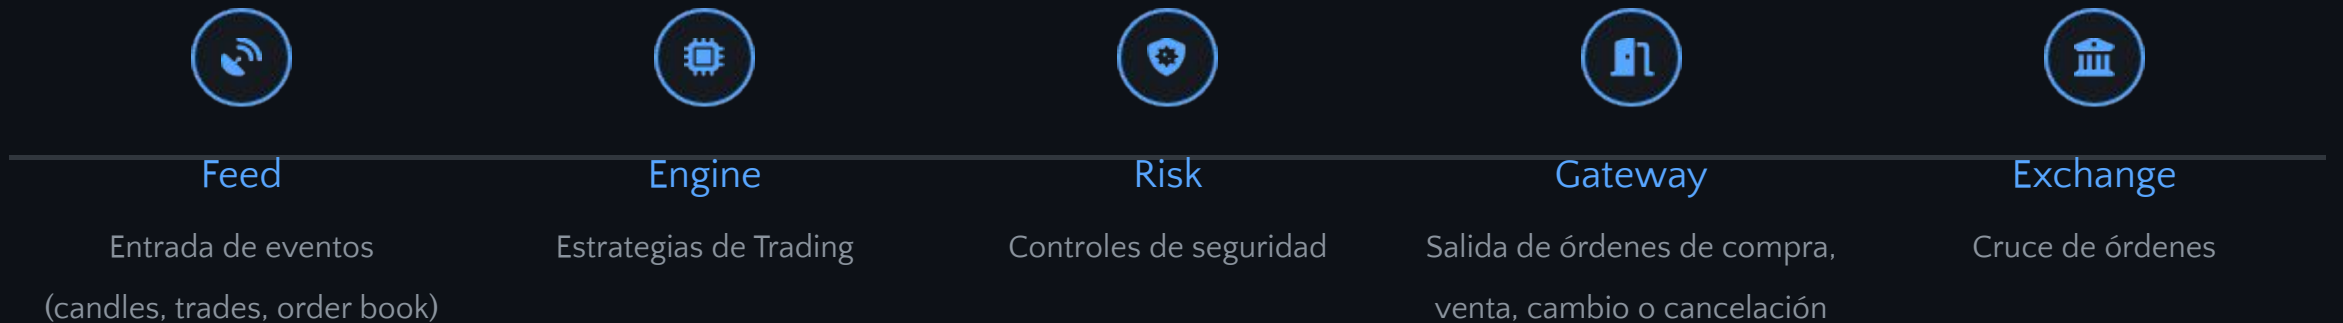 Feed
Entrada de eventos
(candles, trades, order book)
Engine
Estrategias de Trading
Risk
Controles de seguridad
Gateway
Salida de órdenes de compra,
venta, cambio o cancelación
Exchange
Cruce de órdenes